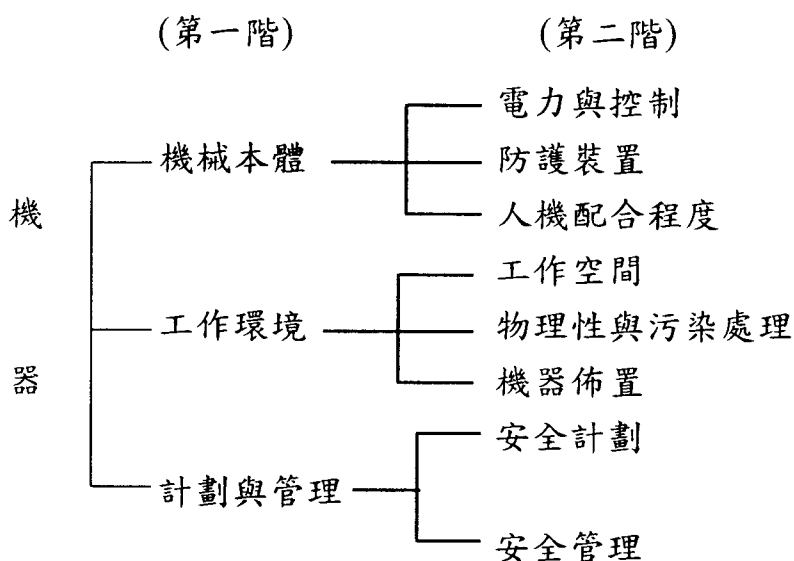 (第一階) (第二階)
電力與控制
機械本體 防護裝置
機 人機配合程度
工作空間
工作環境 物理性與污染處理
器 機器佈置
安全計劃
計劃與管理
安全管理